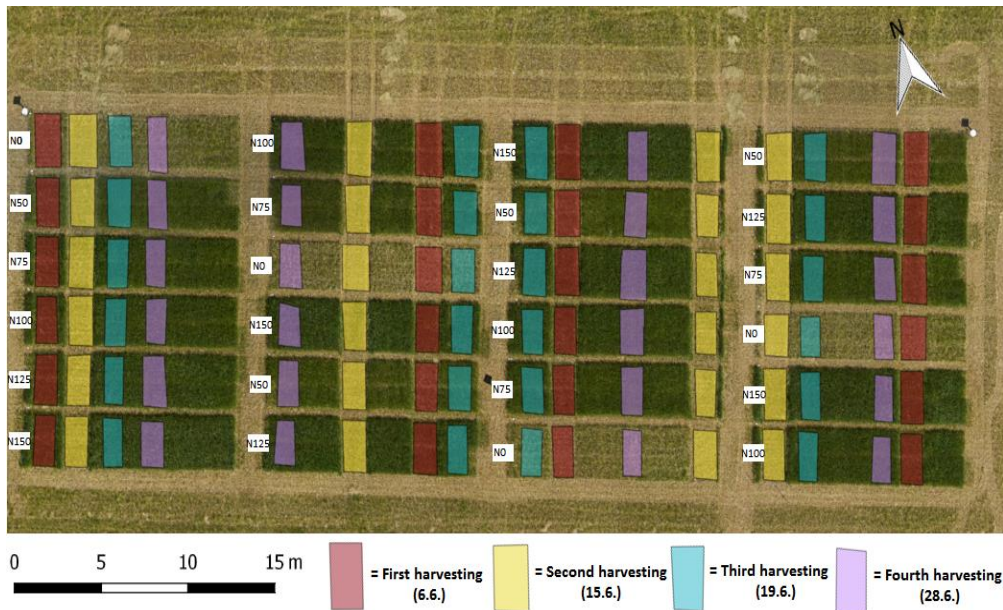 N
N0
N50
N75
N100
N125
N150
N100
N75
N0
N150
N50
N125
N150
N50
N125
N100
N75
N0
N50
N125
N75
N0
N150
N100
0 5 10 15 m
= First harvesting
(6.6.)
= Second harvesting
(15.6.)
= Third harvesting
(19.6.)
= Fourth harvesting
(28.6.)